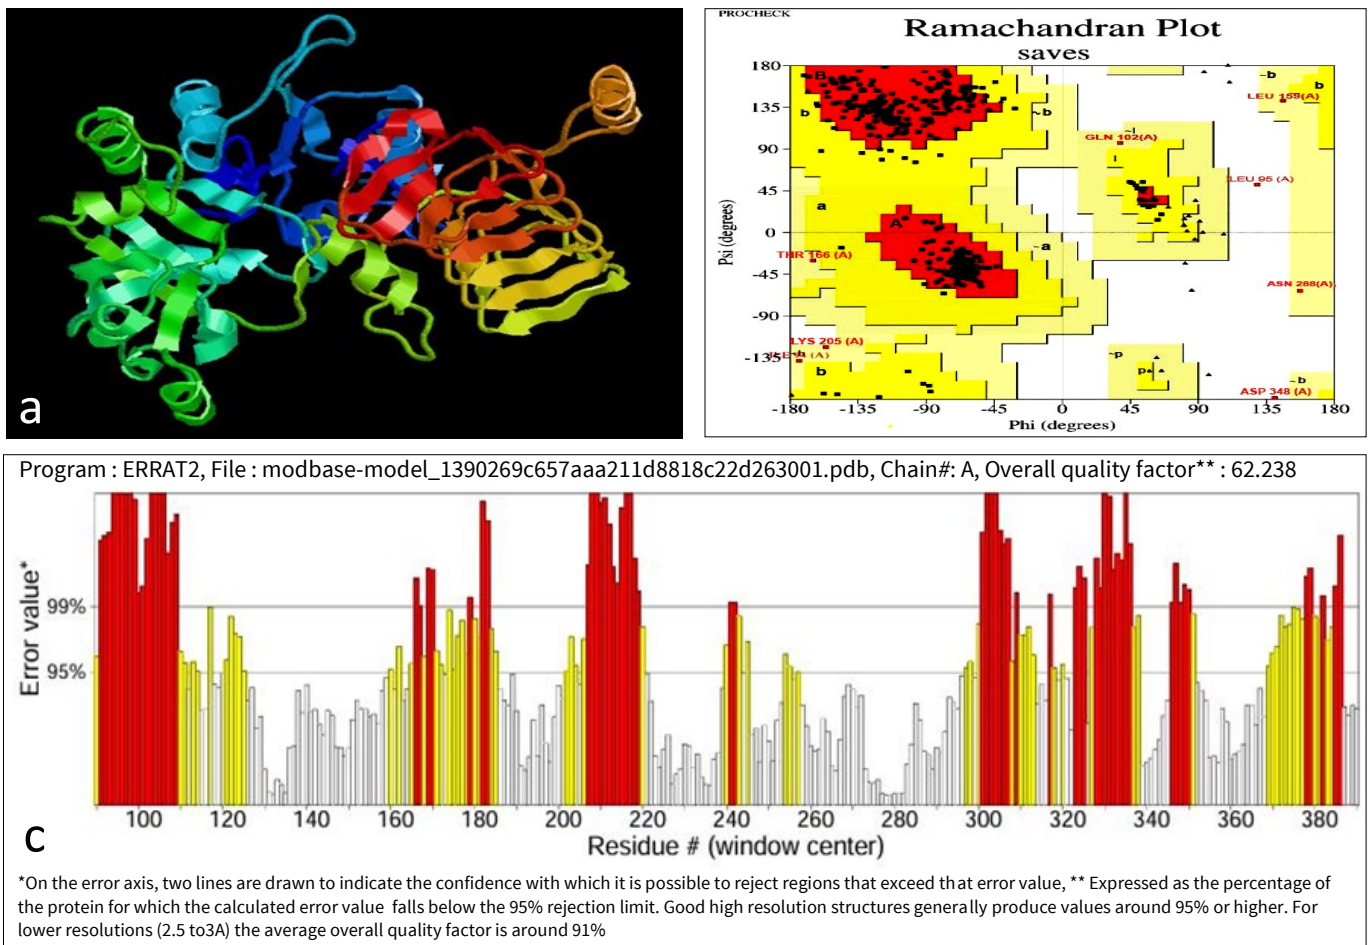 a
PROCHECK
Ramachandran Plot
saves
Psi (degrees)
180
135
90
45
0
-45
-90
-135
B
b
~b
~l
l
a
A
~a
b
~p
p
~b
b
~b
LEU 159(A)
GLN 102(A)
LEU 95 (A)
THR 166 (A)
ASN 288(A)
LYS 205 (A)
(A)
ASP 348 (A)
-180 -135 -90 -45 0 45 90 135 180
Phi (degrees)
Program : ERRAT2, File : modbase-model_1390269c657aaa211d8818c22d263001.pdb, Chain#: A, Overall quality factor** : 62.238
Error value*
99%
95%
100 120 140 160 180 200 220 240 260 280 300 320 340 360 380
c
Residue # (window center)
*On the error axis, two lines are drawn to indicate the confidence with which it is possible to reject regions that exceed that error value, ** Expressed as the percentage of
the protein for which the calculated error value falls below the 95% rejection limit. Good high resolution structures generally produce values around 95% or higher. For
lower resolutions (2.5 to3A) the average overall quality factor is around 91%